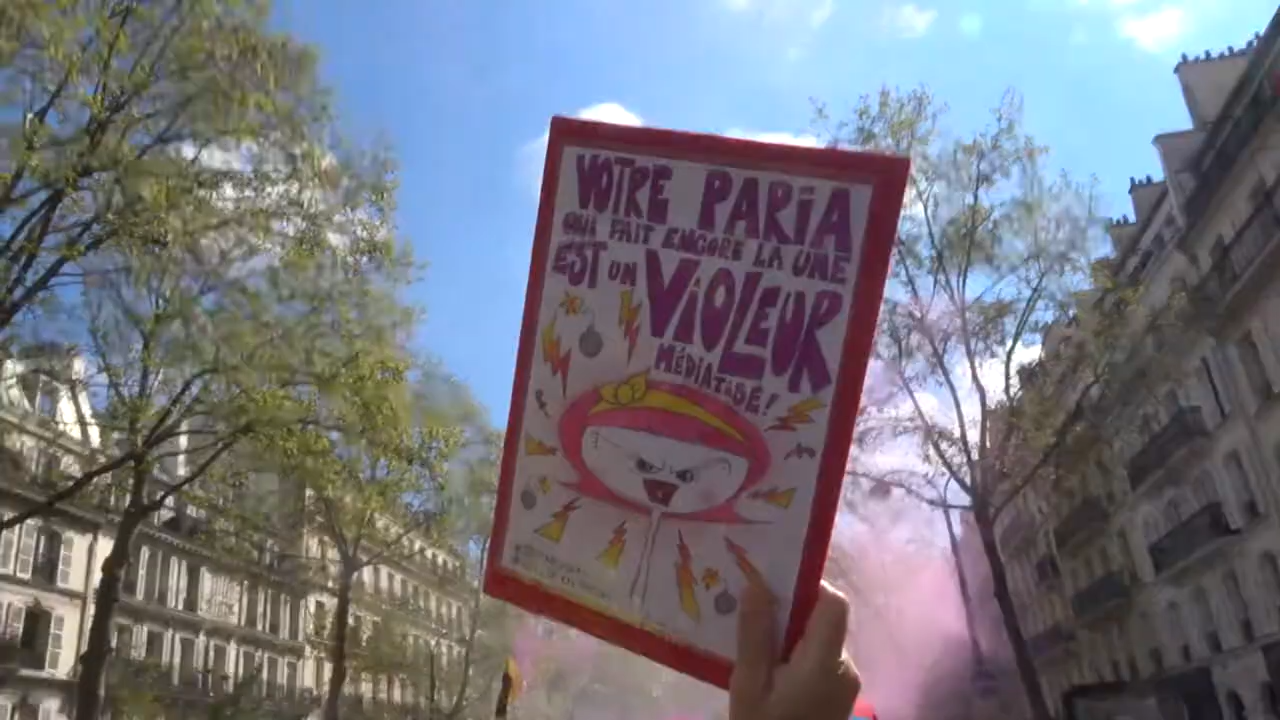 VOTRE PARiA
QUi FAIT ENCORE LA UNE
EST UN ViOLEUR
MÉDIATISÉ!